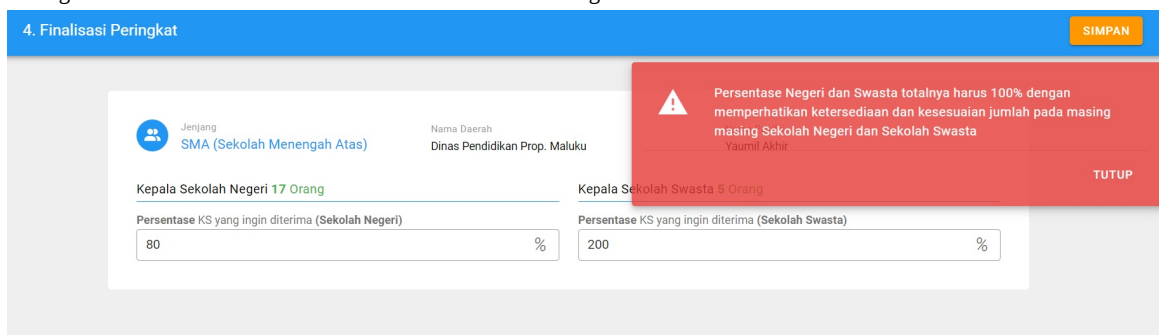 4. Finalisasi Peringkat
SIMPAN
Persentase Negeri dan Swasta totalnya harus 100% dengan
memperhatikan ketersediaan dan kesesuaian jumlah pada masing
masing Sekolah Negeri dan Sekolah Swasta
TUTUP
Jenjang
SMA (Sekolah Menengah Atas)
Nama Daerah
Dinas Pendidikan Prop. Maluku
Yaumil Akhir
Kepala Sekolah Negeri 17 Orang
Kepala Sekolah Swasta 5 Orang
Persentase KS yang ingin diterima (Sekolah Negeri)
80 %
Persentase KS yang ingin diterima (Sekolah Swasta)
200 %